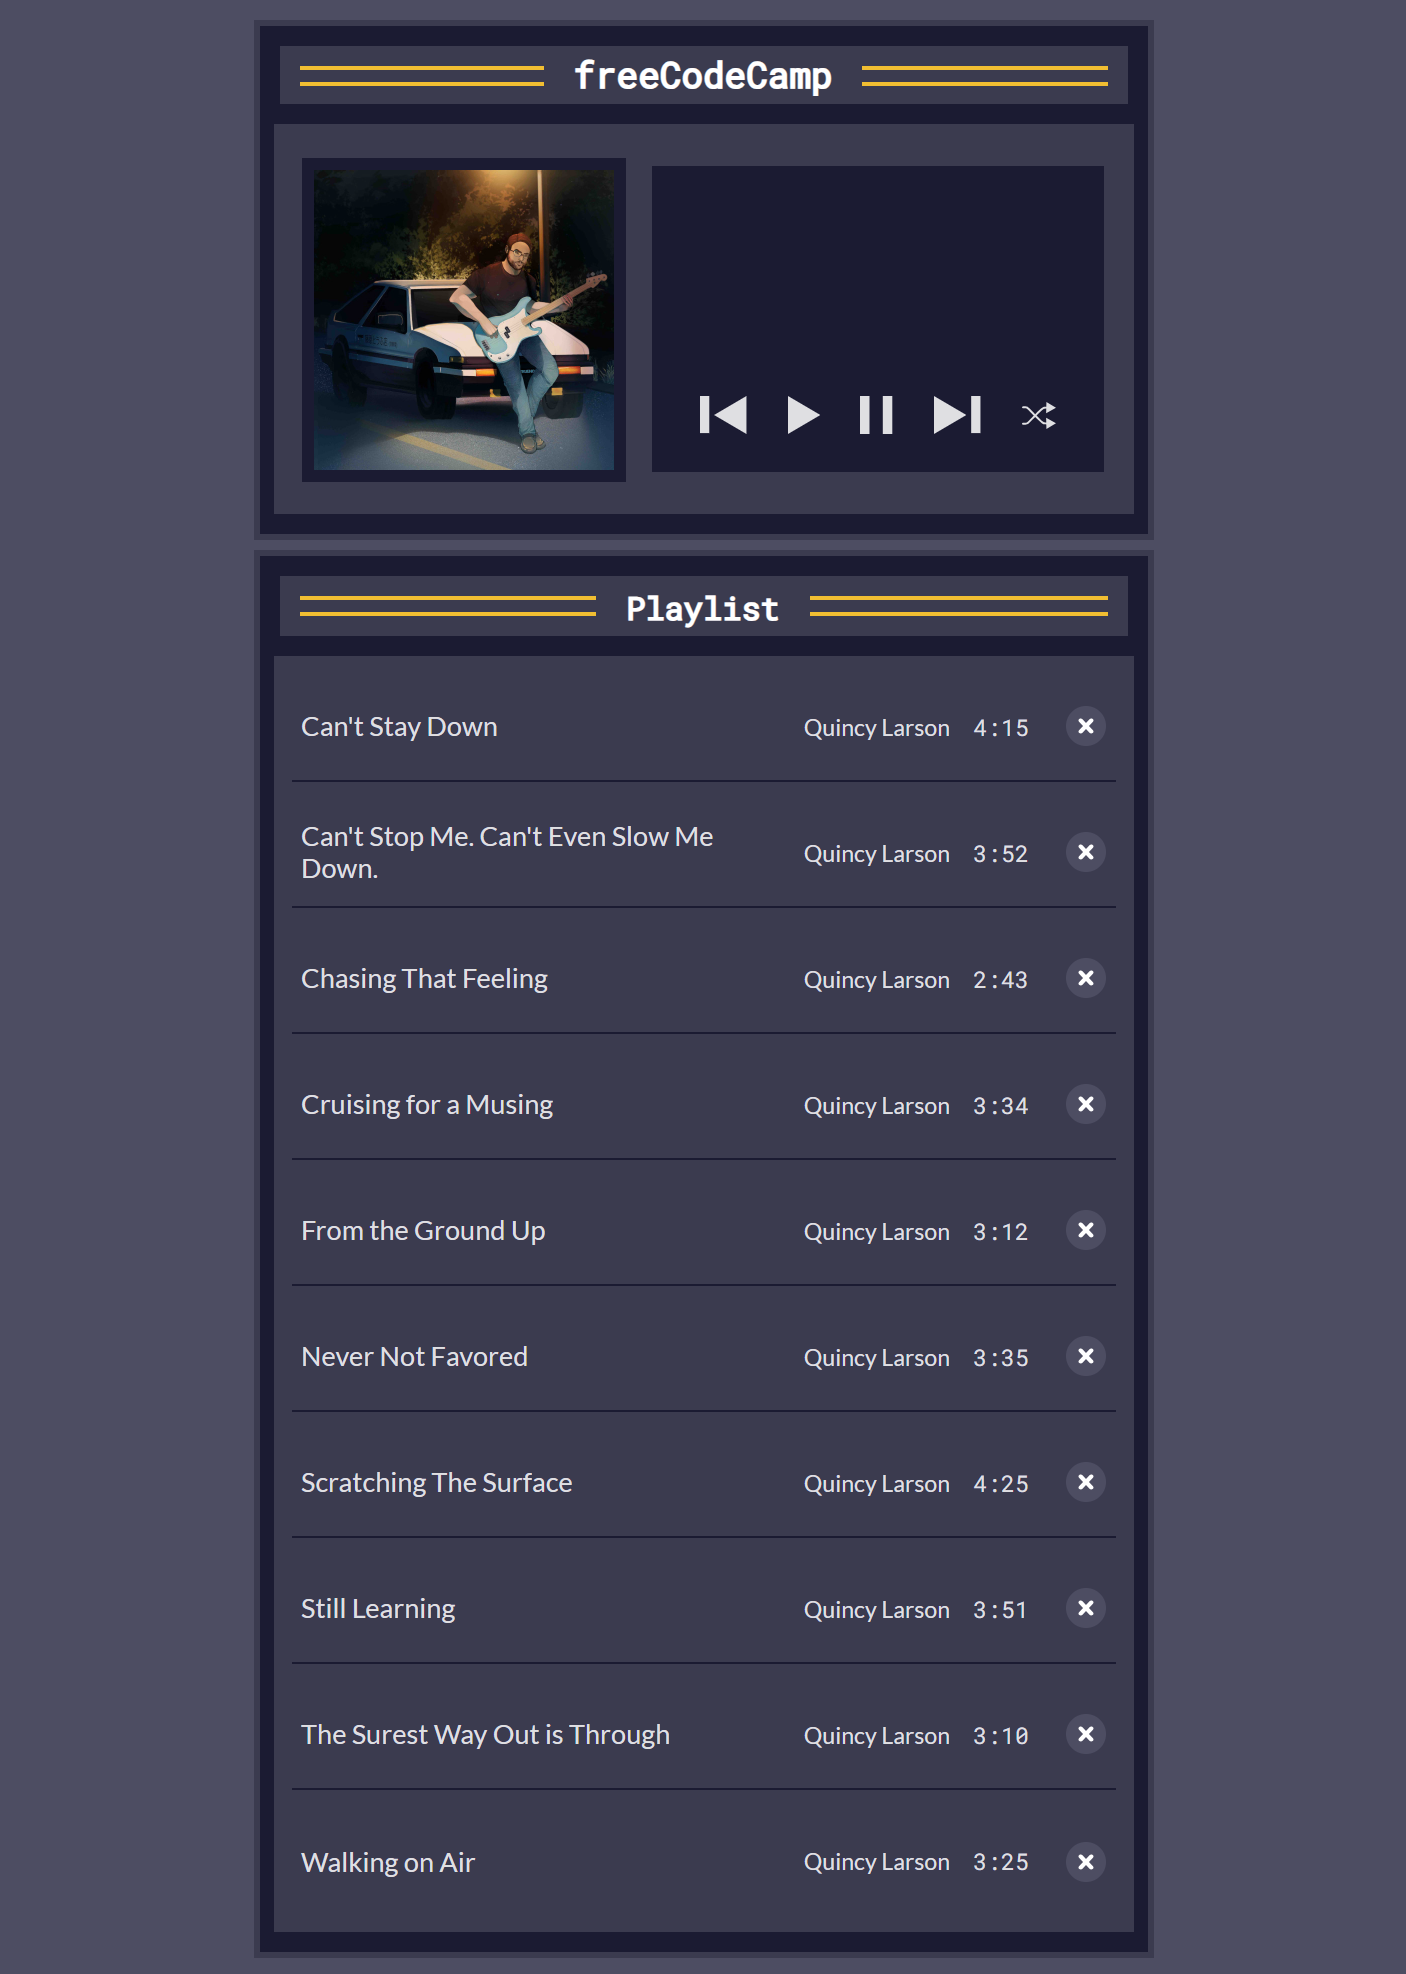 freeCodeCamp
Playlist
Can't Stay Down Quincy Larson 4:15
Can't Stop Me. Can't Even Slow Me
Down. Quincy Larson 3:52
Chasing That Feeling Quincy Larson 2:43
Cruising for a Musing Quincy Larson 3:34
From the Ground Up Quincy Larson 3:12
Never Not Favored Quincy Larson 3:35
Scratching The Surface Quincy Larson 4:25
Still Learning Quincy Larson 3:51
The Surest Way Out is Through Quincy Larson 3:10
Walking on Air Quincy Larson 3:25